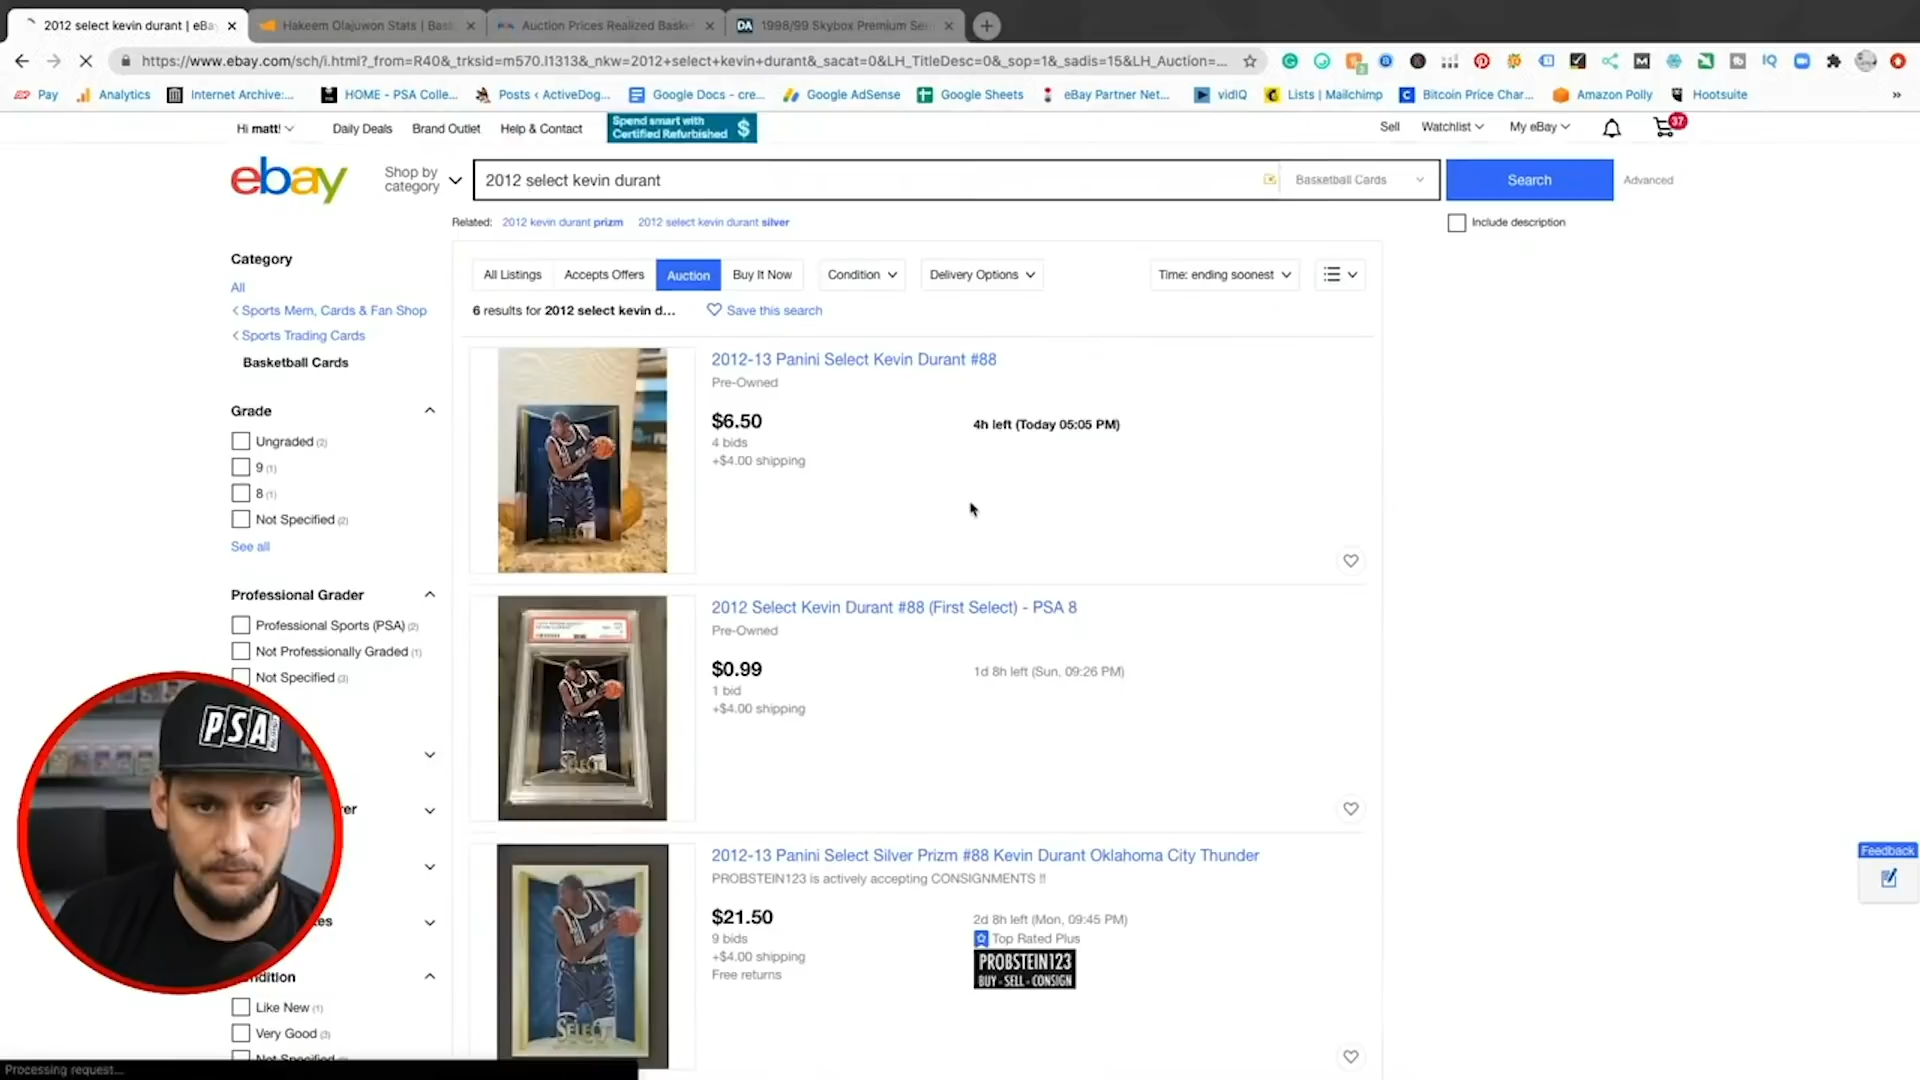 2012 select kevin durant | eBa
Hakeem Olajuwon Stats | Bas
Auction Prices Realized Baske
DA 1998/99 Skybox Premium Se
https://www.ebay.com/sch/i.html?_from=R40&_trksid=m570.l1313&_nkw=2012+select+kevin+durant&_sacat=0&LH_TitleDesc=0&_sop=1&_sadis=15&LH_Auction=...
Pay
Analytics
Internet Archive:...
HOME - PSA Colle...
Posts ‹ ActiveDog...
Google Docs - cre...
Google AdSense
Google Sheets
eBay Partner Net...
vidIQ
Lists | Mailchimp
Bitcoin Price Char...
Amazon Polly
Hootsuite
»
Hi matt!
Daily Deals
Brand Outlet
Help & Contact
Spend smart with
Certified Refurbished
Sell
Watchlist
My eBay
37
ebay
Shop by
category
2012 select kevin durant
Basketball Cards
Search
Advanced
Related: 2012 kevin durant prizm 2012 select kevin durant silver
Include description
Category
All
Sports Mem, Cards & Fan Shop
Sports Trading Cards
Basketball Cards
Grade
Ungraded (2)
9 (1)
8 (1)
Not Specified (2)
See all
Professional Grader
Professional Sports (PSA) (2)
Not Professionally Graded (1)
Not Specified (3)
PSA
Condition
Like New (1)
Very Good (3)
Not Specified
All Listings
Accepts Offers
Auction
Buy It Now
Condition
Delivery Options
Time: ending soonest
6 results for 2012 select kevin d...
Save this search
2012-13 Panini Select Kevin Durant #88
Pre-Owned
$6.50
4 bids
+$4.00 shipping
4h left (Today 05:05 PM)
2012 Select Kevin Durant #88 (First Select) - PSA 8
Pre-Owned
$0.99
1 bid
+$4.00 shipping
1d 8h left (Sun, 09:26 PM)
SELECT
2012-13 Panini Select Silver Prizm #88 Kevin Durant Oklahoma City Thunder
PROBSTEIN123 is actively accepting CONSIGNMENTS !!
$21.50
9 bids
+$4.00 shipping
Free returns
2d 8h left (Mon, 09:45 PM)
Top Rated Plus
PROBSTEIN123
BUY - SELL - CONSIGN
SELECT
Feedback
Processing request...